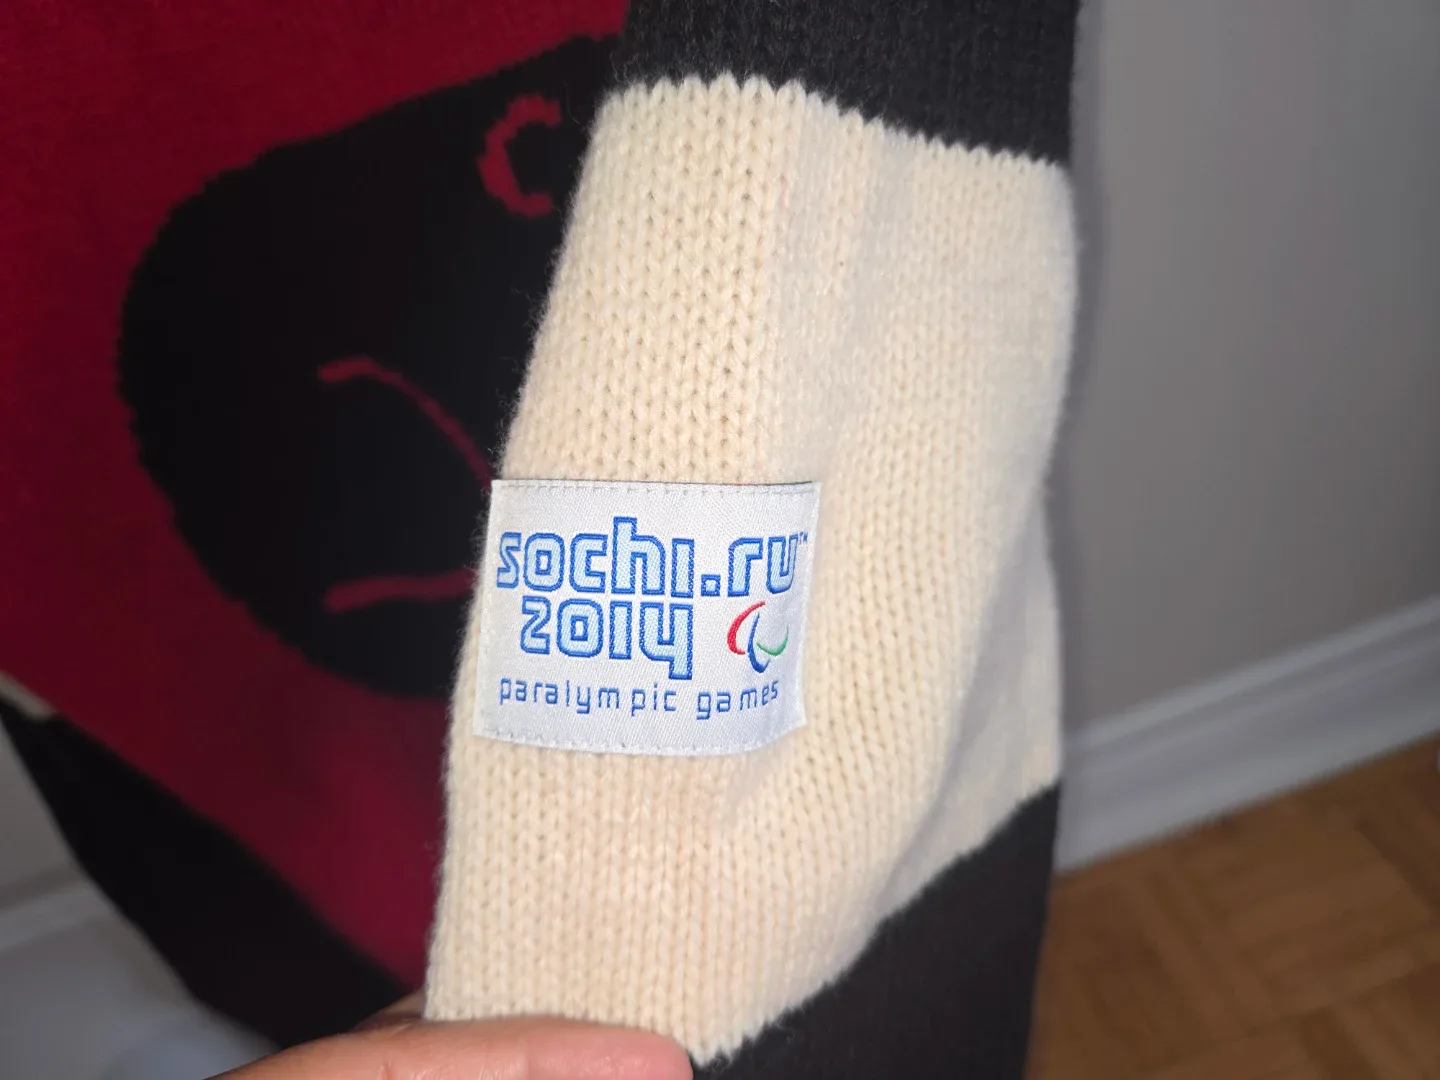 sochi.ru™
2014
paralympic games